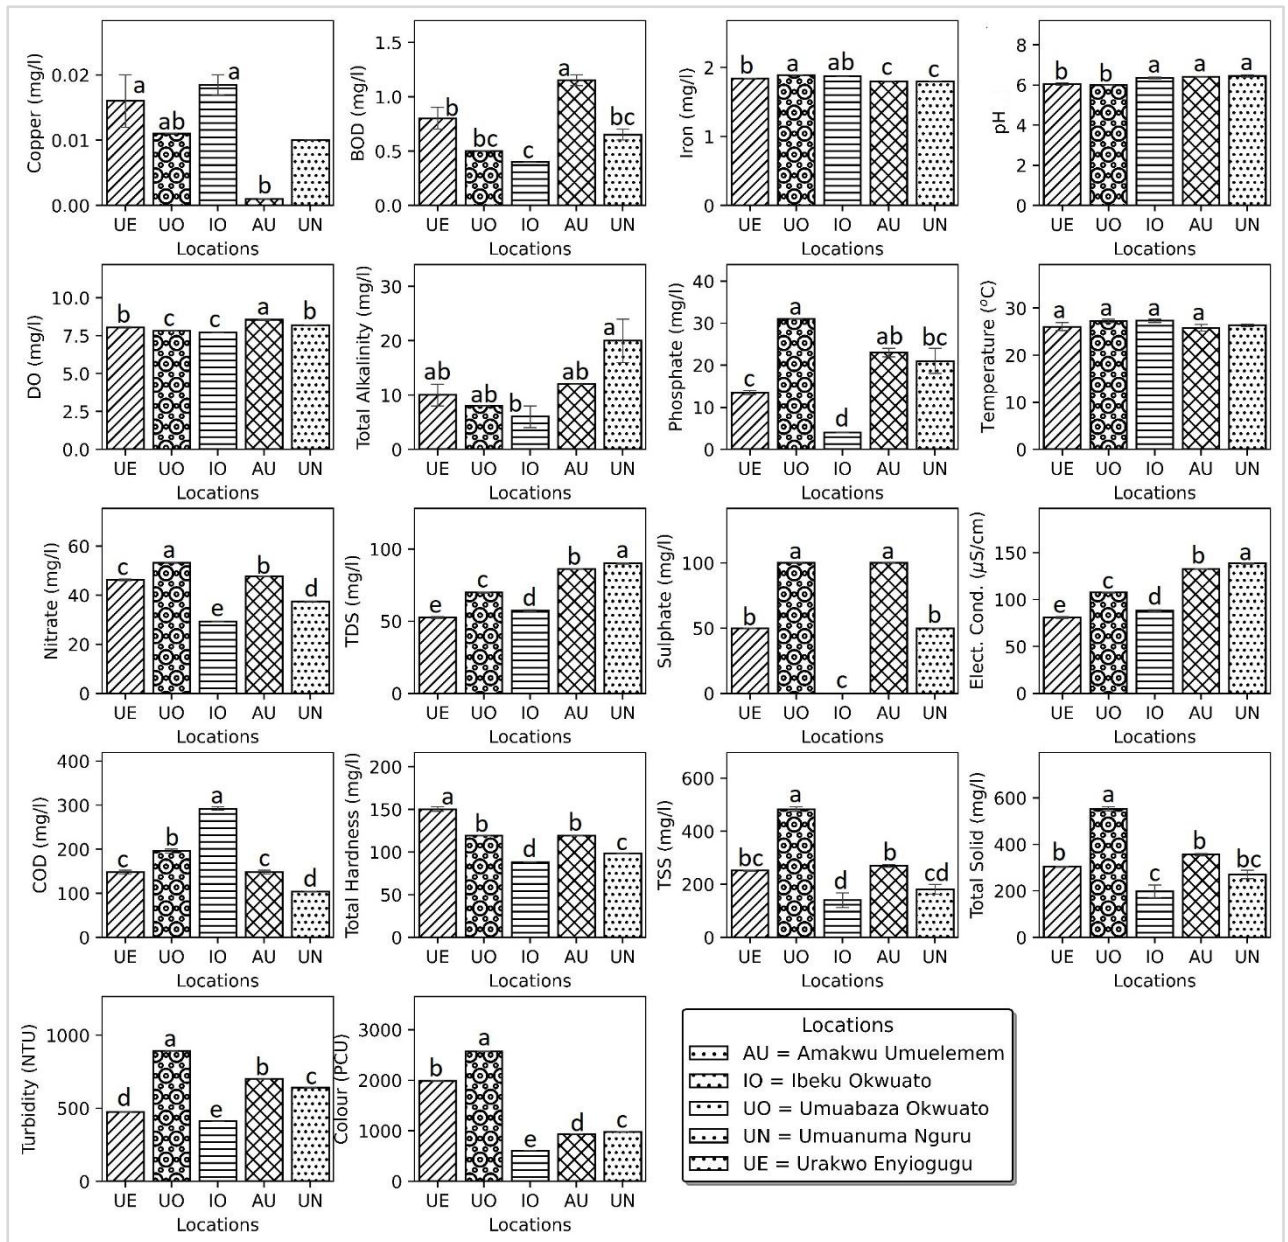 Copper (mg/l)
0.02
0.01
0.00
a
ab
a
b
UE UO IO AU UN
Locations
BOD (mg/l)
1.5
1.0
0.5
0.0
b
bc
c
a
bc
UE UO IO AU UN
Locations
Iron (mg/l)
2
1
0
b
a
ab
c
c
UE UO IO AU UN
Locations
pH
8
6
4
2
0
b
b
a
a
a
UE UO IO AU UN
Locations
DO (mg/l)
10.0
7.5
5.0
2.5
0.0
b
c
c
a
b
UE UO IO AU UN
Locations
Total Alkalinity (mg/l)
30
20
10
0
ab
ab
b
ab
a
UE UO IO AU UN
Locations
Phosphate (mg/l)
40
30
20
10
0
c
a
d
ab
bc
UE UO IO AU UN
Locations
Temperature (°C)
30
20
10
0
a
a
a
a
UE UO IO AU UN
Locations
Nitrate (mg/l)
60
40
20
0
c
a
e
b
d
UE UO IO AU UN
Locations
TDS (mg/l)
100
50
0
e
c
d
b
a
UE UO IO AU UN
Locations
Sulphate (mg/l)
100
50
0
b
a
c
a
b
UE UO IO AU UN
Locations
Elect. Cond. (µS/cm)
150
100
50
0
e
c
d
b
a
UE UO IO AU UN
Locations
COD (mg/l)
400
300
200
100
0
c
b
a
c
d
UE UO IO AU UN
Locations
Total Hardness (mg/l)
200
150
100
50
0
a
b
d
b
c
UE UO IO AU UN
Locations
TSS (mg/l)
600
400
200
0
bc
a
d
b
cd
UE UO IO AU UN
Locations
Total Solid (mg/l)
600
400
200
0
b
a
c
b
bc
UE UO IO AU UN
Locations
Turbidity (NTU)
1000
500
0
d
a
e
b
c
UE UO IO AU UN
Locations
Colour (PCU)
3000
2000
1000
0
b
a
e
d
c
UE UO IO AU UN
Locations
Locations
AU = Amakwu Umuelemem
IO = Ibeku Okwuato
UO = Umuabaza Okwuato
UN = Umuanuma Nguru
UE = Urakwo Enyiogugu